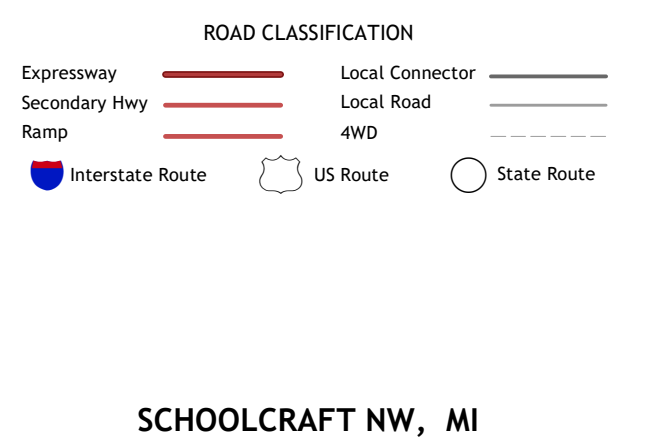 ROAD CLASSIFICATION
Expressway
Local Connector
Secondary Hwy
Local Road
Ramp
4WD
Interstate Route
US Route
State Route
SCHOOLCRAFT NW, MI